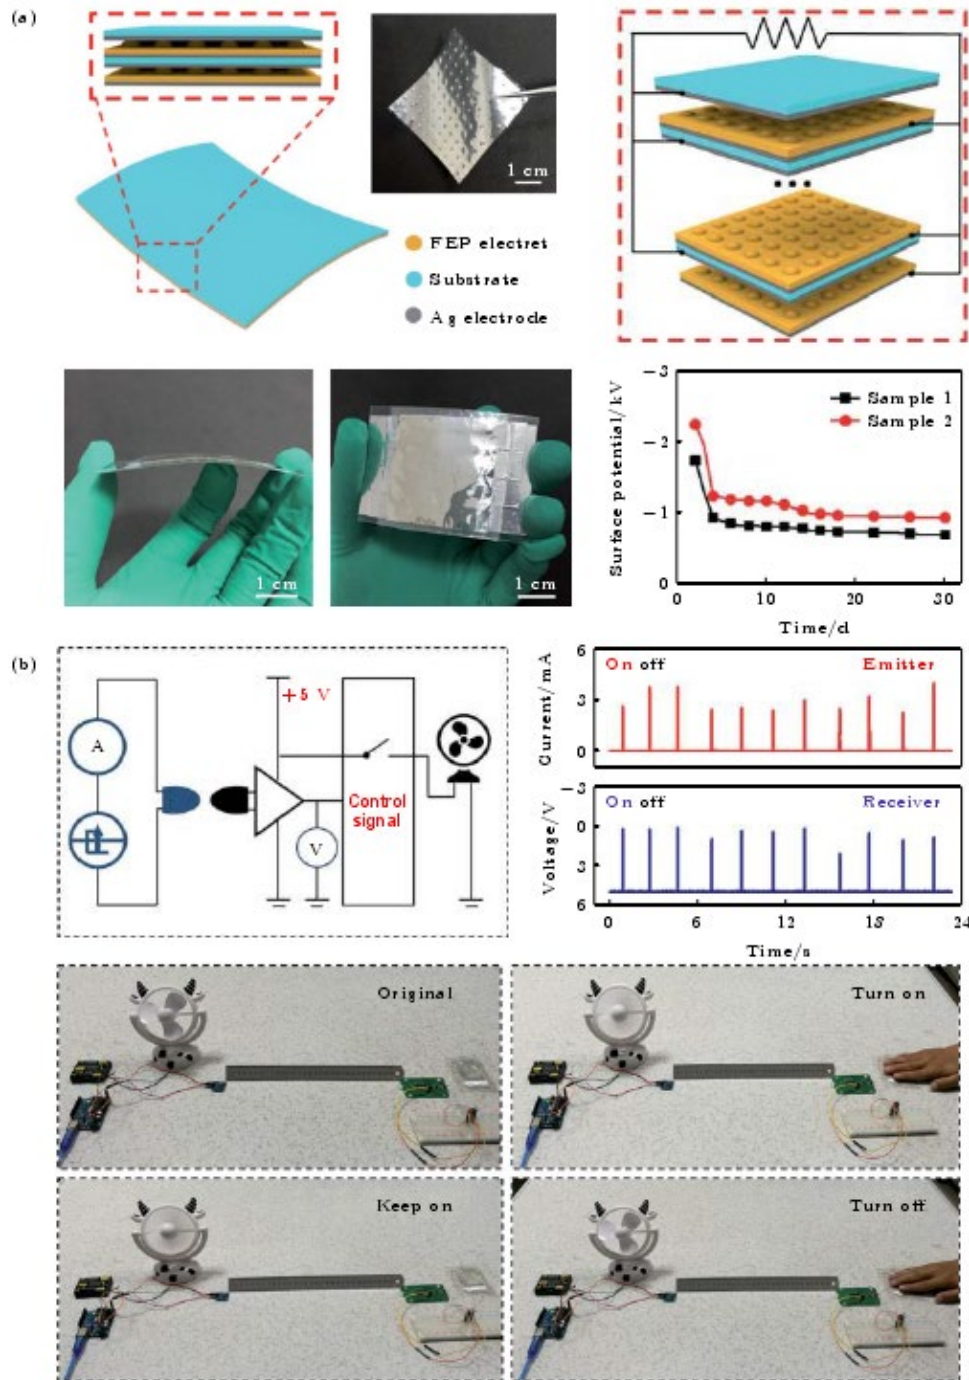 (a)
1 cm
FEP electret
Substrate
Ag electrode
1 cm
1 cm
Surface potential/kV
−3
−2
−1
0
Sample 1
Sample 2
0
10
20
30
Time/d
(b)
A
+5 V
Control
signal
V
Current/mA
6
3
0
On off
Emitter
Voltage/V
−3
0
3
6
On off
Receiver
0
6
12
18
24
Time/s
Original
Turn on
Keep on
Turn off